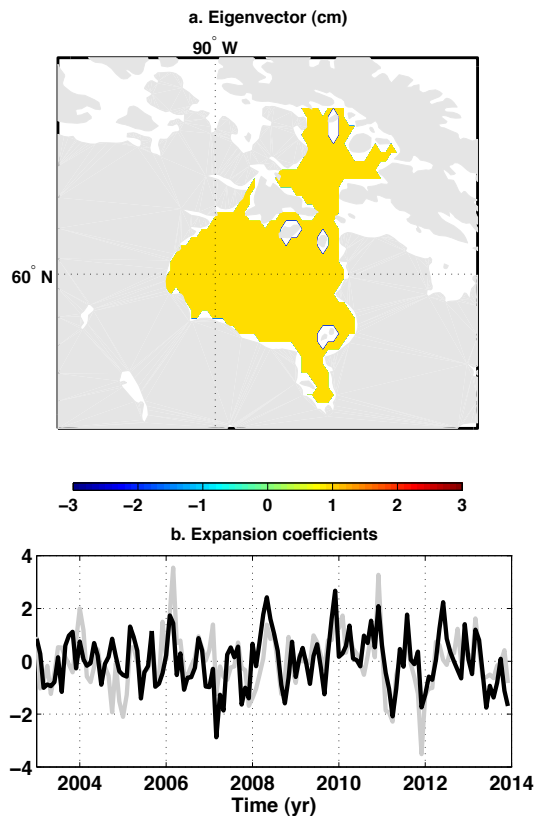 a. Eigenvector (cm)
90° W
60° N
−3 −2 −1 0 1 2 3
b. Expansion coefficients
4
2
0
−2
−4
2004 2006 2008 2010 2012 2014
Time (yr)